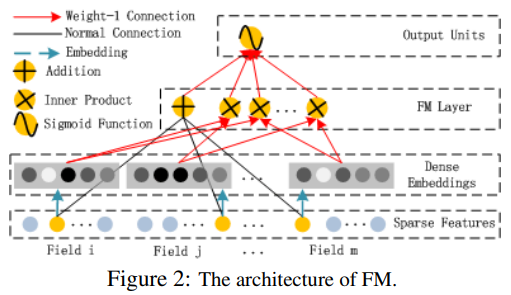 Weight-1 Connection
Normal Connection
Embedding
Addition
Inner Product
Sigmoid Function
Output Units
...
FM Layer
...
Dense
Embeddings
... ... ... Sparse Features
Field i Field j ... Field m
Figure 2: The architecture of FM.